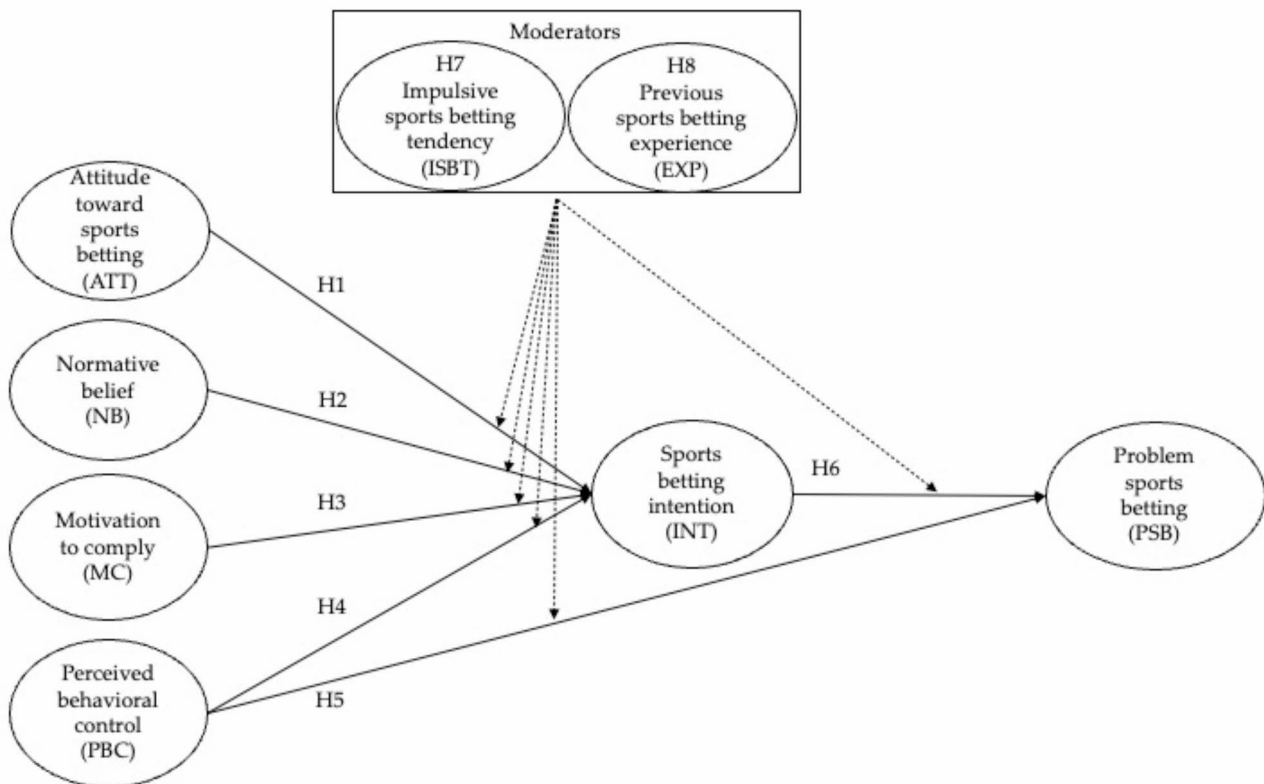 Moderators
H7
Impulsive
sports betting
tendency
(ISBT)
H8
Previous
sports betting
experience
(EXP)
Attitude
toward
sports
betting
(ATT)
H1
Normative
belief
(NB)
H2
Motivation
to comply
(MC)
H3
Perceived
behavioral
control
(PBC)
H4
H5
Sports
betting
intention
(INT)
H6
Problem
sports
betting
(PSB)